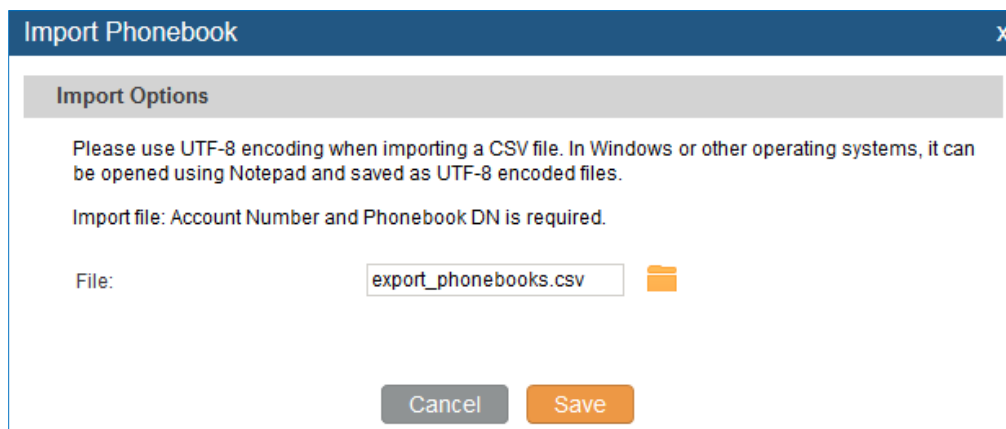 Import Phonebook x
Import Options
Please use UTF-8 encoding when importing a CSV file. In Windows or other operating systems, it can
be opened using Notepad and saved as UTF-8 encoded files.
Import file: Account Number and Phonebook DN is required.
File: export_phonebooks.csv
Cancel Save